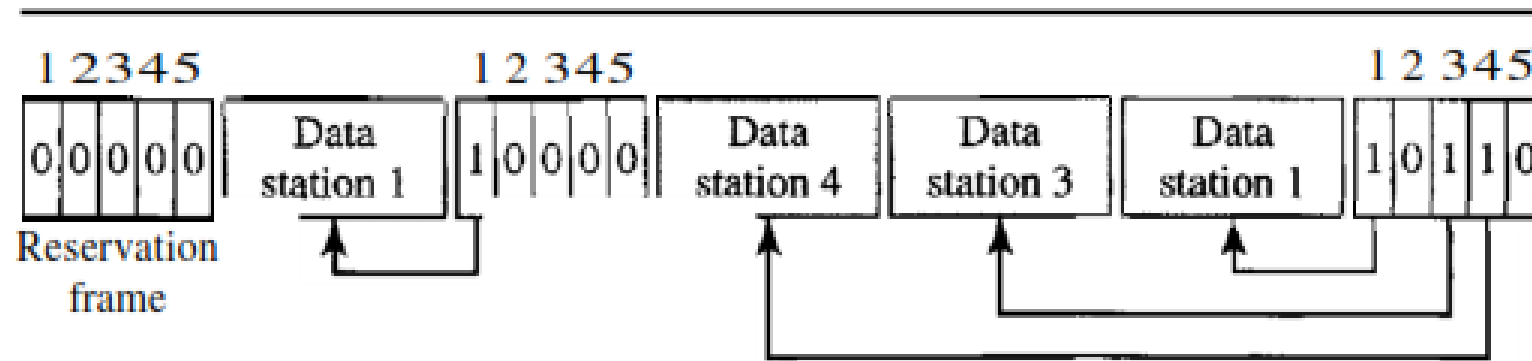 1 2 3 4 5 1 2 3 4 5 1 2 3 4 5
0 0 0 0 0 Data station 1 1 0 0 0 0 Data station 4 Data station 3 Data station 1 1 0 1 1 0
Reservation
frame